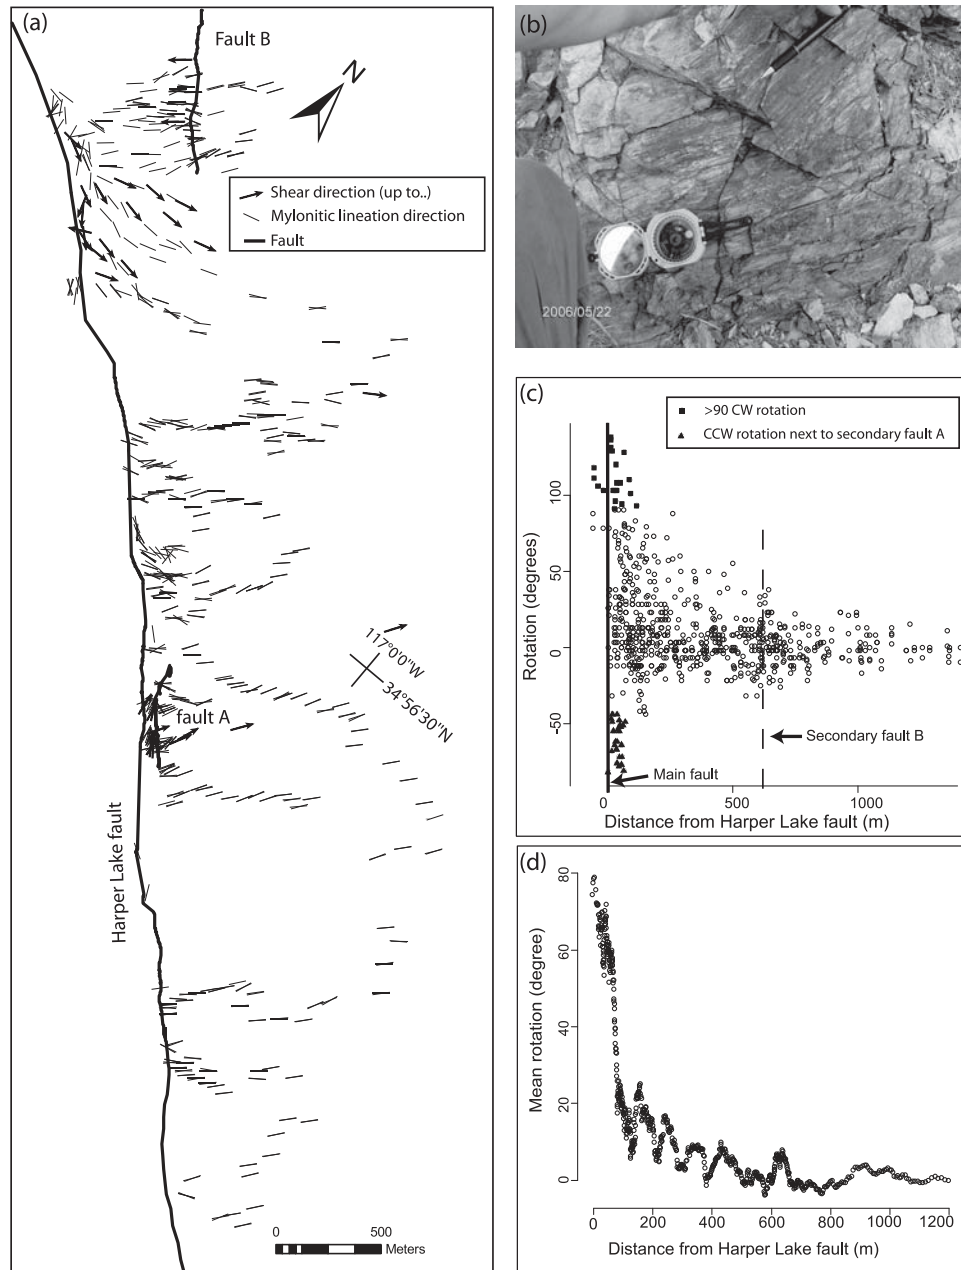 (a)
Fault B
N
Shear direction (up to..)
Mylonitic lineation direction
Fault
117°0'0"W
34°56'30"N
fault A
Harper Lake fault
0
500
Meters
(b)
2006/05/22
(c)
>90 CW rotation
CCW rotation next to secondary fault A
Rotation (degrees)
100
50
0
-50
Secondary fault B
Main fault
0
500
1000
Distance from Harper Lake fault (m)
(d)
Mean rotation (degree)
80
60
40
20
0
0 200 400 600 800 1000 1200
Distance from Harper Lake fault (m)